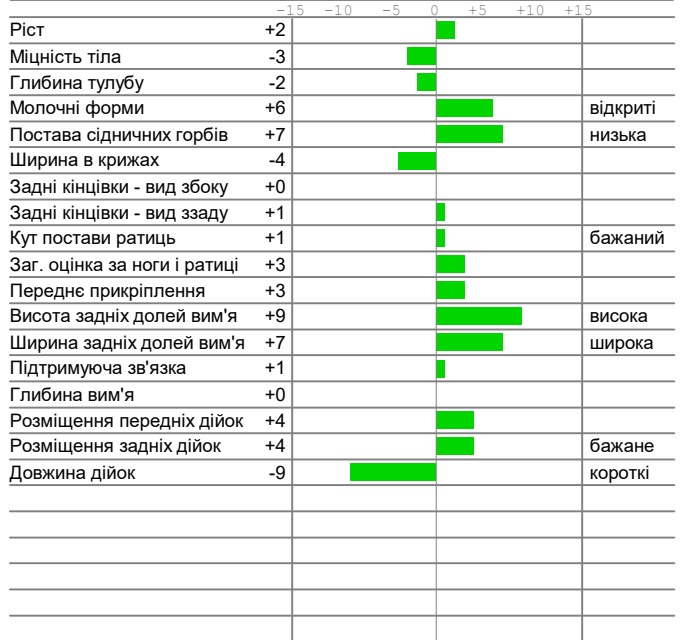 -15 -10 -5 0 +5 +10 +15
Ріст +2
Міцність тіла -3
Глибина тулубу -2
Молочні форми +6 відкриті
Постава сідничних горбів +7 низька
Ширина в крижах -4
Задні кінцівки - вид збоку +0
Задні кінцівки - вид ззаду +1
Кут постави ратиць +1 бажаний
Заг. оцінка за ноги і ратиці +3
Переднє прикріплення +3
Висота задніх долей вим'я +9 висока
Ширина задніх долей вим'я +7 широка
Підтримуюча зв'язка +1
Глибина вим'я +0
Розміщення передніх дійок +4
Розміщення задніх дійок +4 бажане
Довжина дійок -9 короткі